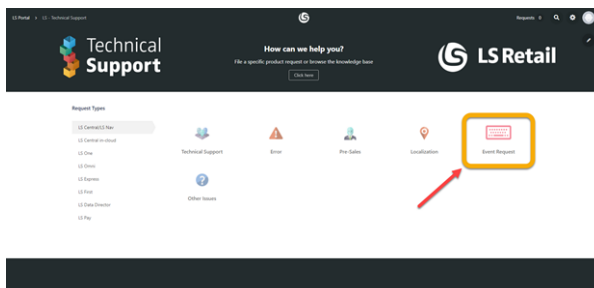 LS Portal > LS - Technical Support
Requests 0
Technical
Support
How can we help you?
File a specific product request or browse the knowledge base
Click here
LS Retail
Request Types
LS Central/LS Nav
LS Central-in-cloud
LS One
LS Omni
LS Express
LS First
LS Data Director
LS Pay
Technical Support
Error
Pre-Sales
Localization
Event Request
Other Issues